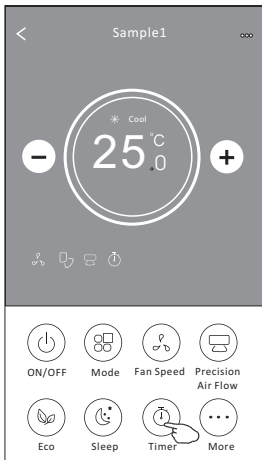 Sample1
Cool
25.0°C
ON/OFF Mode Fan Speed Precision Air Flow
Eco Sleep Timer More